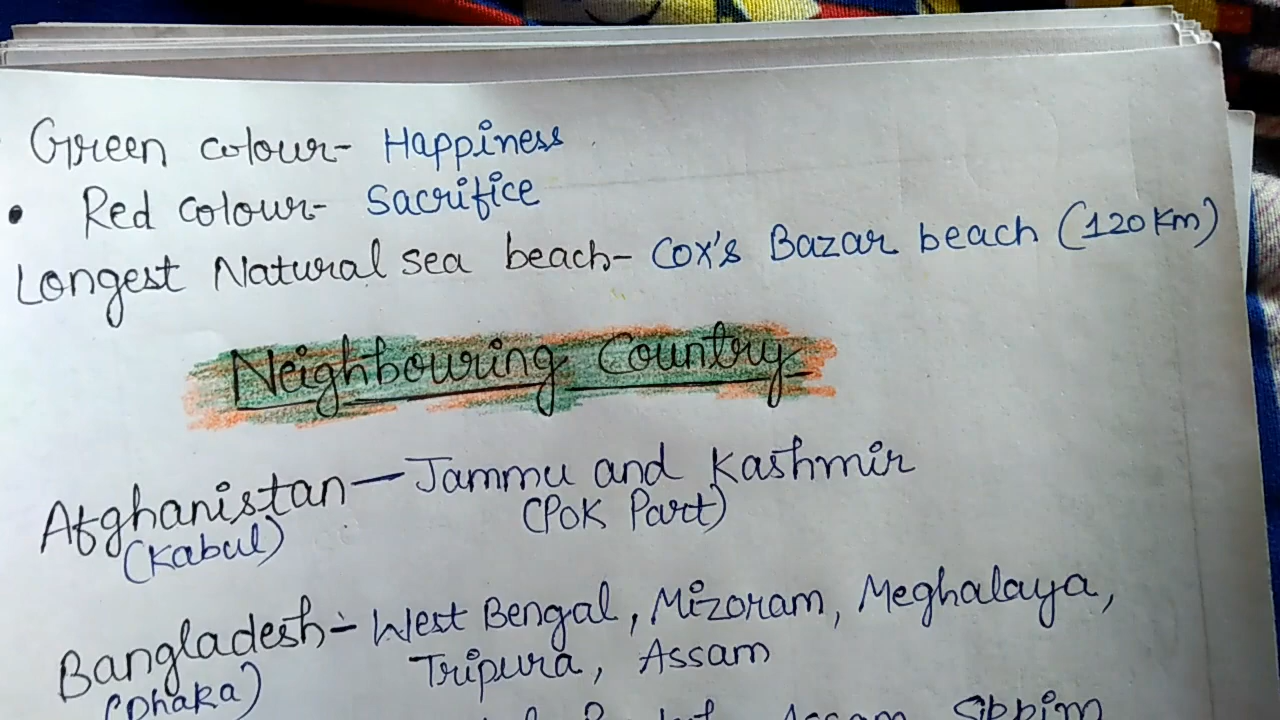 Green colour- Happiness
• Red colour- Sacrifice
Longest Natural sea beach- Cox's Bazar beach (120 Km)
Neighbouring Country
Afghanistan - Jammu and Kashmir
(Kabul) (POK Part)
Bangladesh - West Bengal, Mizoram, Meghalaya,
(Dhaka) Tripura, Assam
Assam